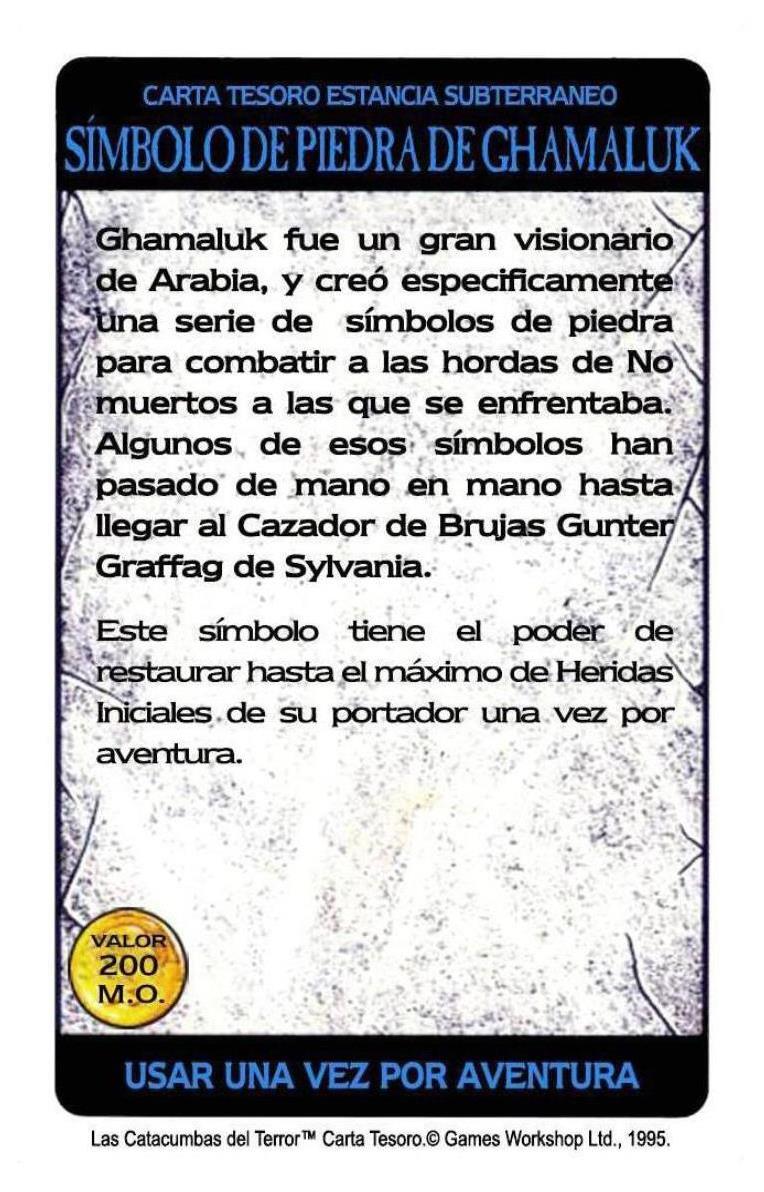 CARTA TESORO ESTANCIA SUBTERRANEO
SÍMBOLO DE PIEDRA DE GHAMALUK
Ghamaluk fue un gran visionario
de Arabia, y creó especificamente
una serie de símbolos de piedra
para combatir a las hordas de No
muertos a las que se enfrentaba.
Algunos de esos símbolos han
pasado de mano en mano hasta
llegar al Cazador de Brujas Gunter
Graffag de Sylvania.
Este símbolo tiene el poder de
restaurar hasta el máximo de Heridas
Iniciales de su portador una vez por
aventura.
VALOR
200
M.O.
USAR UNA VEZ POR AVENTURA
Las Catacumbas del Terror™ Carta Tesoro.© Games Workshop Ltd., 1995.